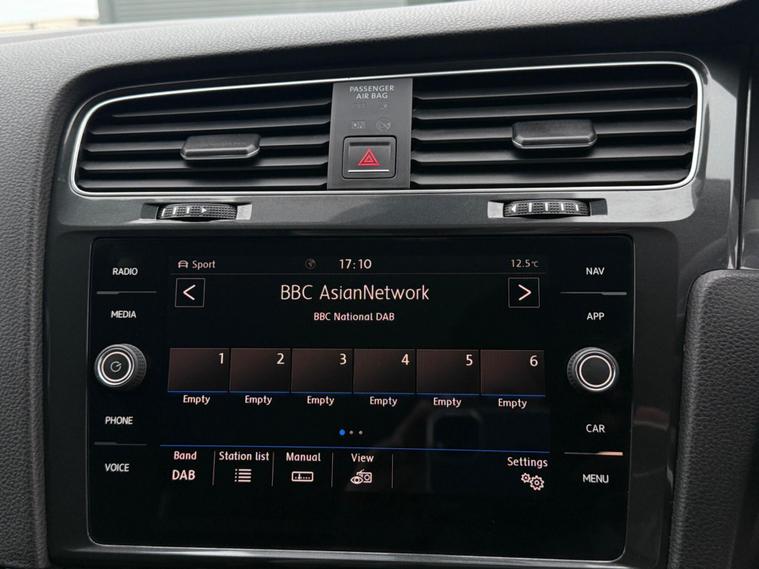 PASSENGER
AIR BAG
RADIO
MEDIA
PHONE
VOICE
Sport
17:10
12.5°C
BBC AsianNetwork
BBC National DAB
1 2 3 4 5 6
Empty Empty Empty Empty Empty Empty
Band Station list Manual View Settings
DAB
NAV
APP
CAR
MENU